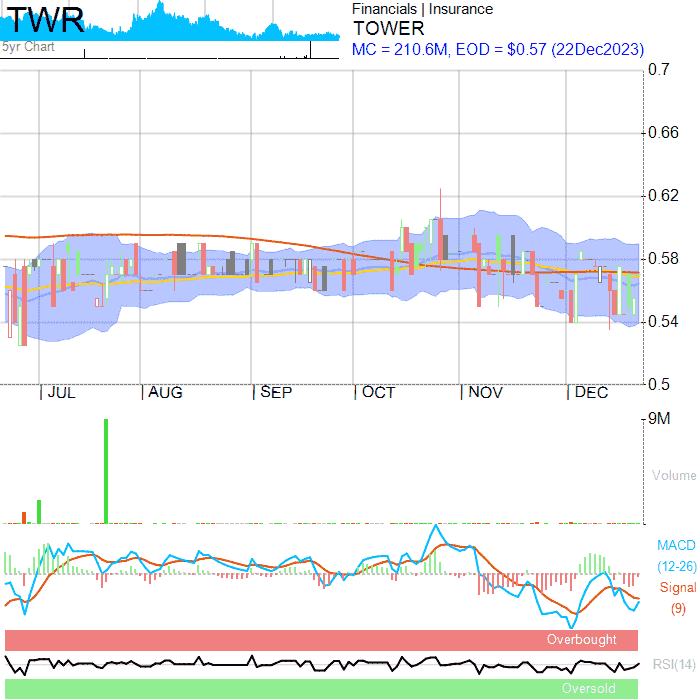 TWR
5yr Chart
Financials | Insurance
TOWER
MC = 210.6M, EOD = $0.57 (22Dec2023)
0.7
0.66
0.62
0.58
0.54
0.5
JUL AUG SEP OCT NOV DEC
9M
Volume
MACD
(12-26)
Signal
(9)
Overbought
RSI(14)
Oversold